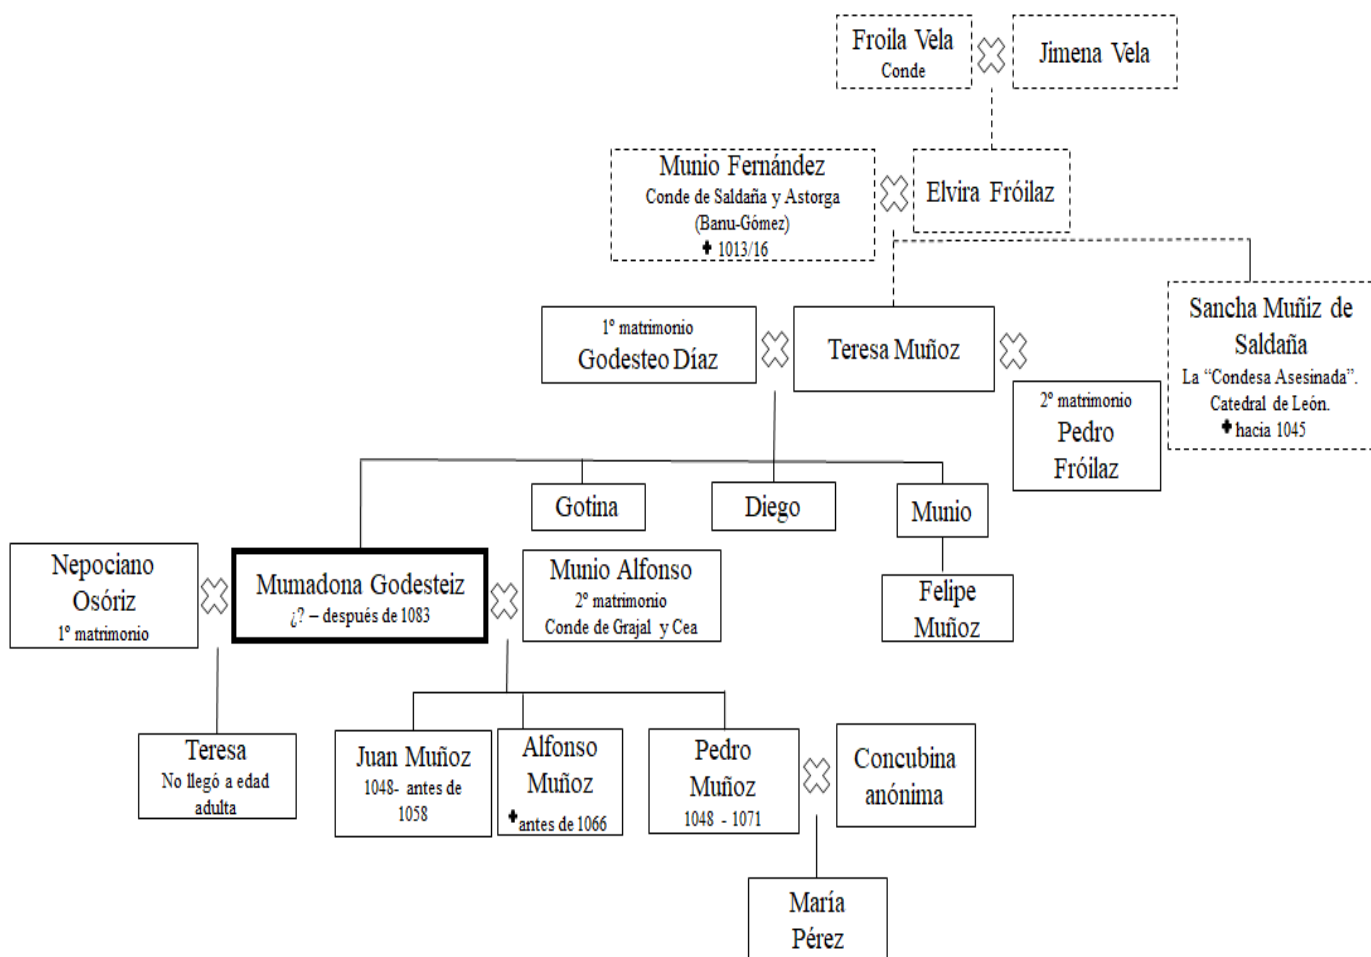 Froila Vela
Conde
Jimena Vela
Munio Fernández
Conde de Saldaña y Astorga
(Banu-Gómez)
✝ 1013/16
Elvira Fróilaz
1º matrimonio
Godesteo Díaz
Teresa Muñoz
2º matrimonio
Pedro
Fróilaz
Sancha Muñiz de
Saldaña
La “Condesa Asesinada”.
Catedral de León.
✝ hacia 1045
Gotina
Diego
Munio
Nepociano
Osóriz
1º matrimonio
Mumadona Godesteiz
¿? – después de 1083
Munio Alfonso
2º matrimonio
Conde de Grajal y Cea
Felipe
Muñoz
Teresa
No llegó a edad
adulta
Juan Muñoz
1048- antes de
1058
Alfonso
Muñoz
✝antes de 1066
Pedro
Muñoz
1048 - 1071
Concubina
anónima
María
Pérez